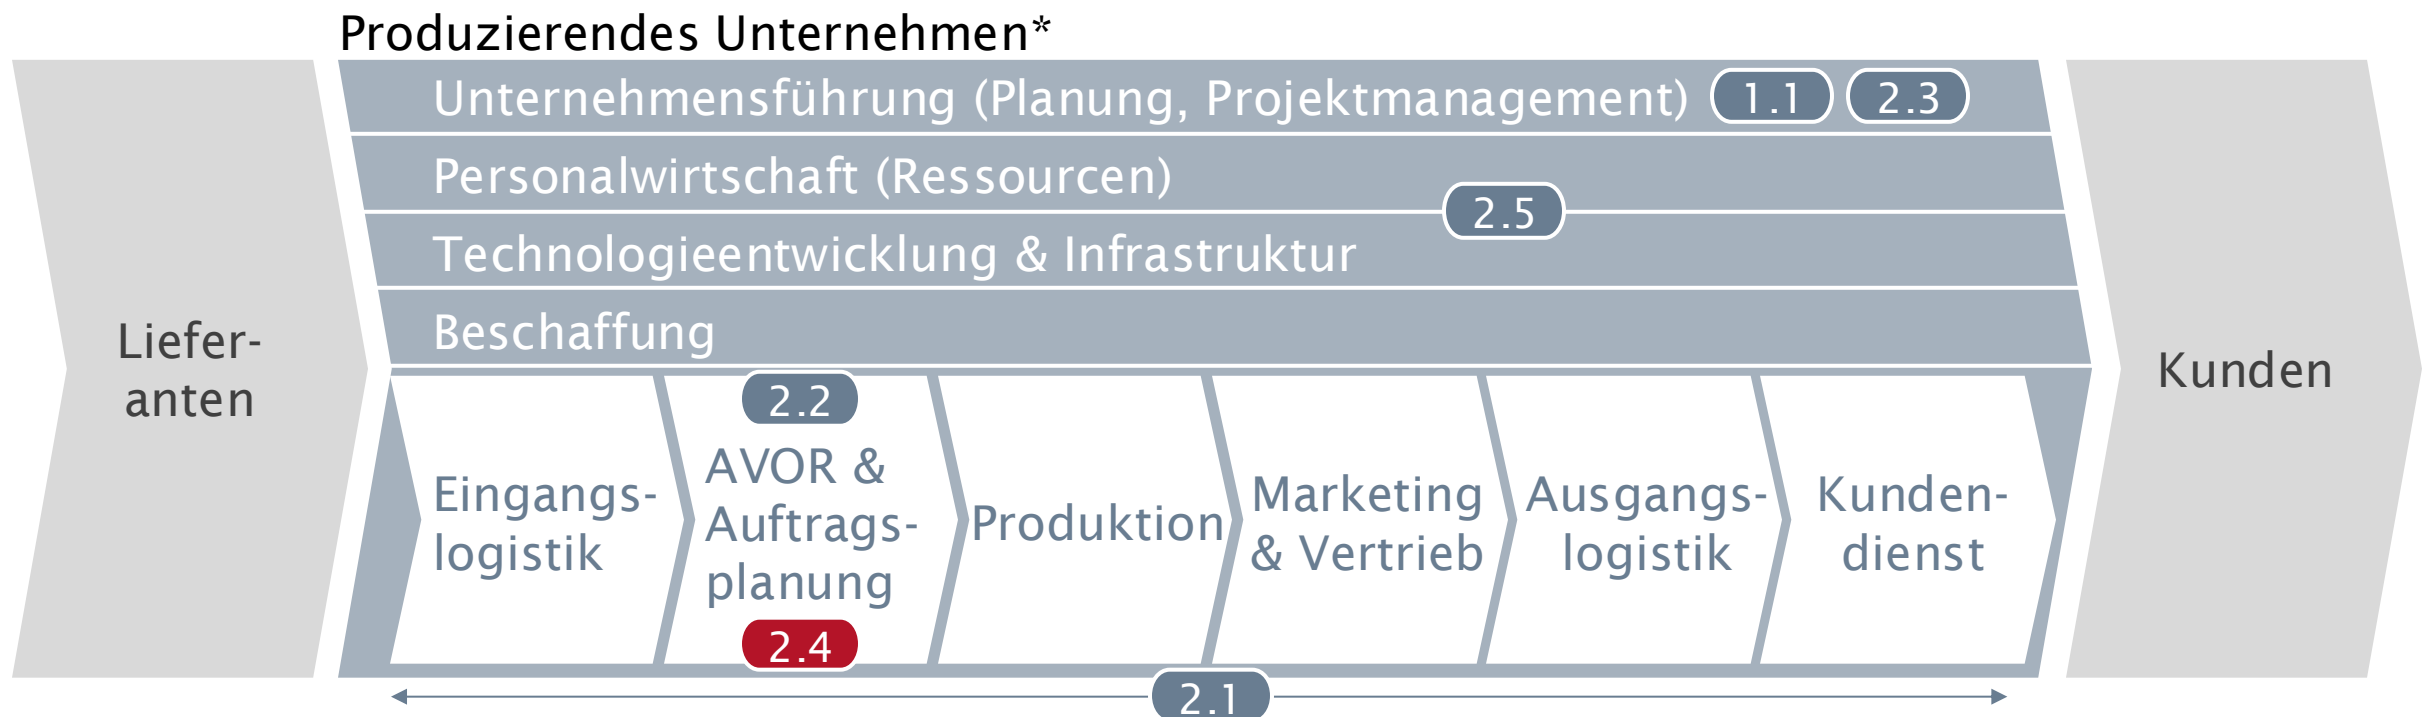 Produzierendes Unternehmen*
Unternehmensführung (Planung, Projektmanagement) 1.1 2.3
Personalwirtschaft (Ressourcen)
2.5
Technologieentwicklung & Infrastruktur
Beschaffung
Liefer-
anten
2.2
AVOR &
Auftrags-
planung
2.4
Eingangs-
logistik
Produktion
Marketing
& Vertrieb
Ausgangs-
logistik
Kunden-
dienst
Kunden
2.1